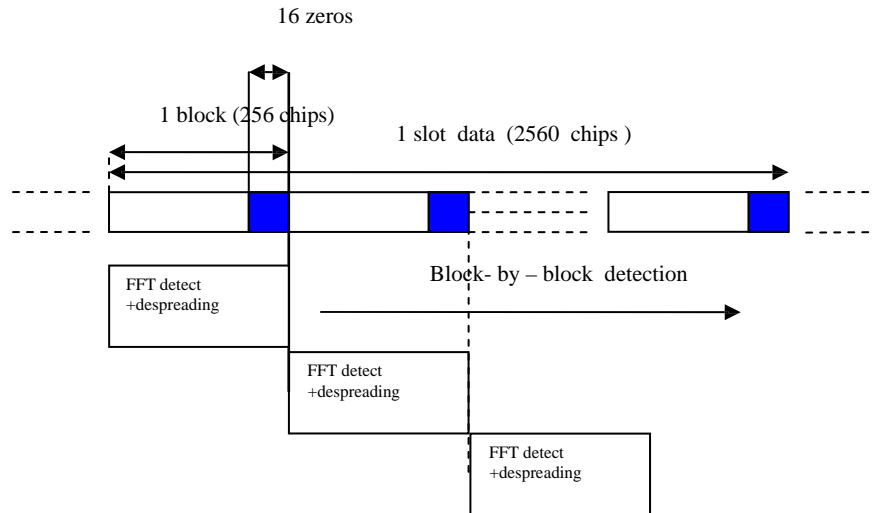 16 zeros
1 block (256 chips)
1 slot data (2560 chips )
FFT detect
+despreading
Block- by – block detection
FFT detect
+despreading
FFT detect
+despreading